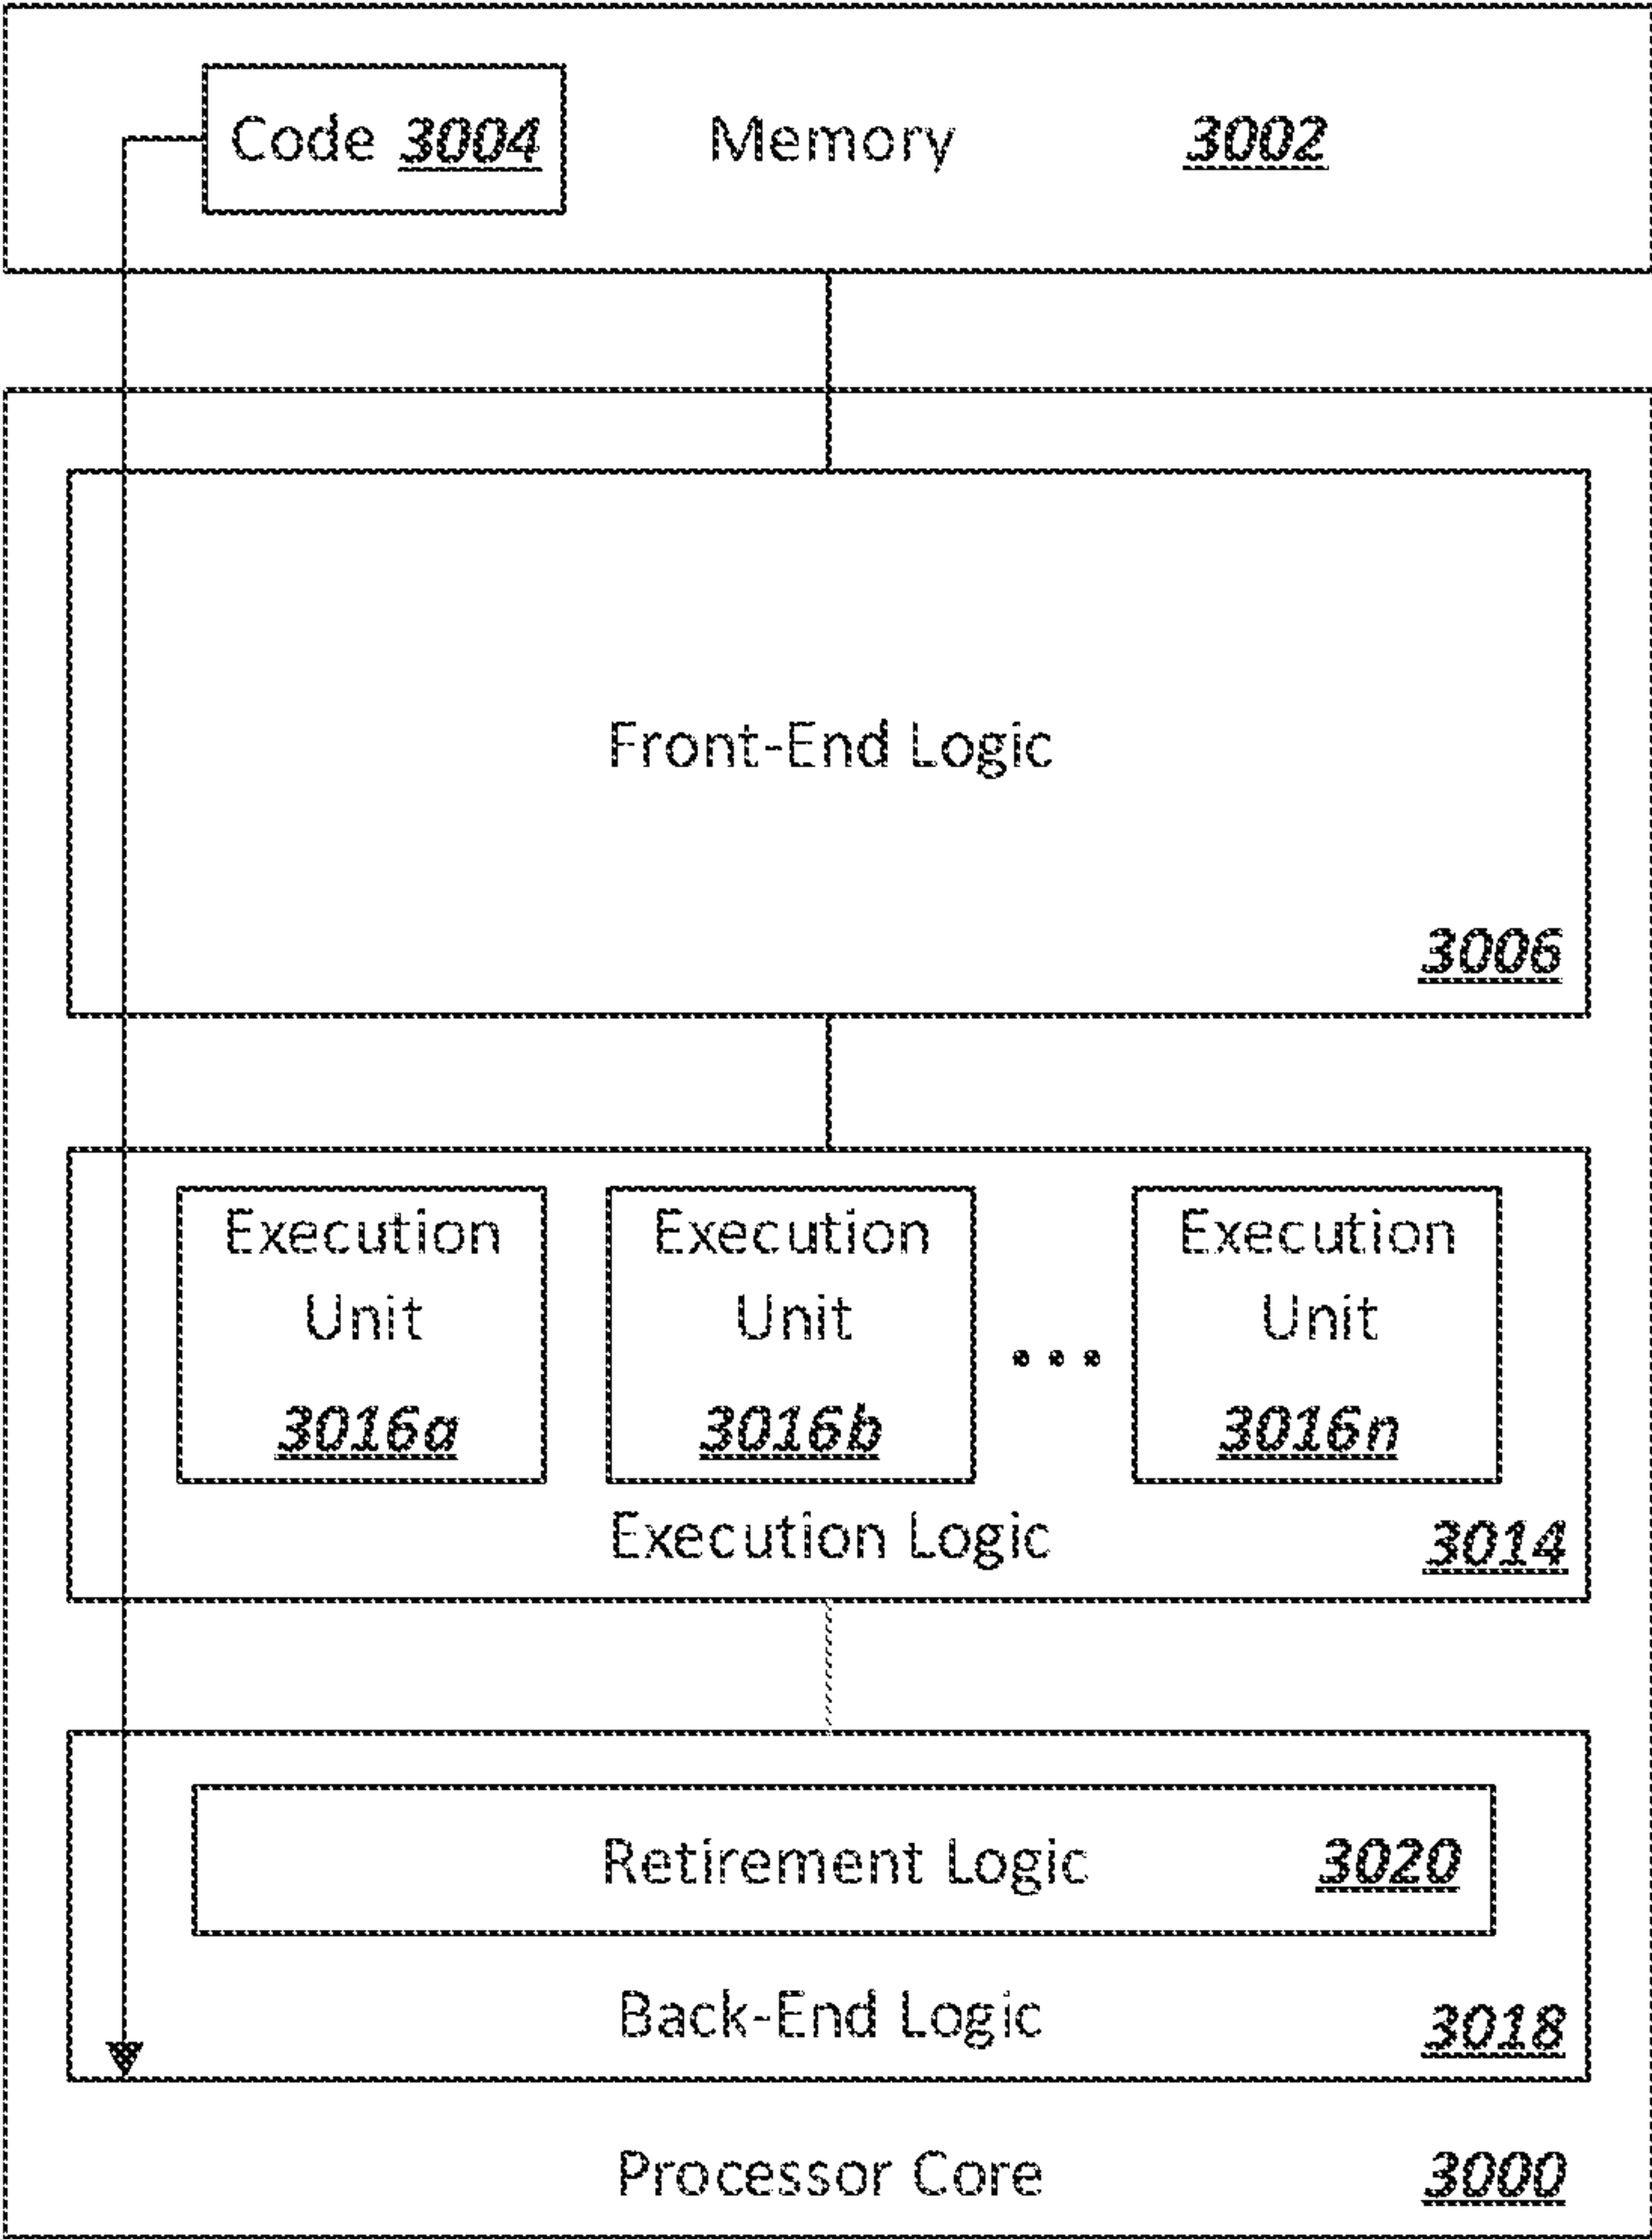 Code 3004 Memory 3002
Front-End Logic
3006
Execution
Unit
3016a
Execution
Unit
3016b
...
Execution
Unit
3016n
Execution Logic 3014
Retirement Logic 3020
Back-End Logic 3018
Processor Core 3000